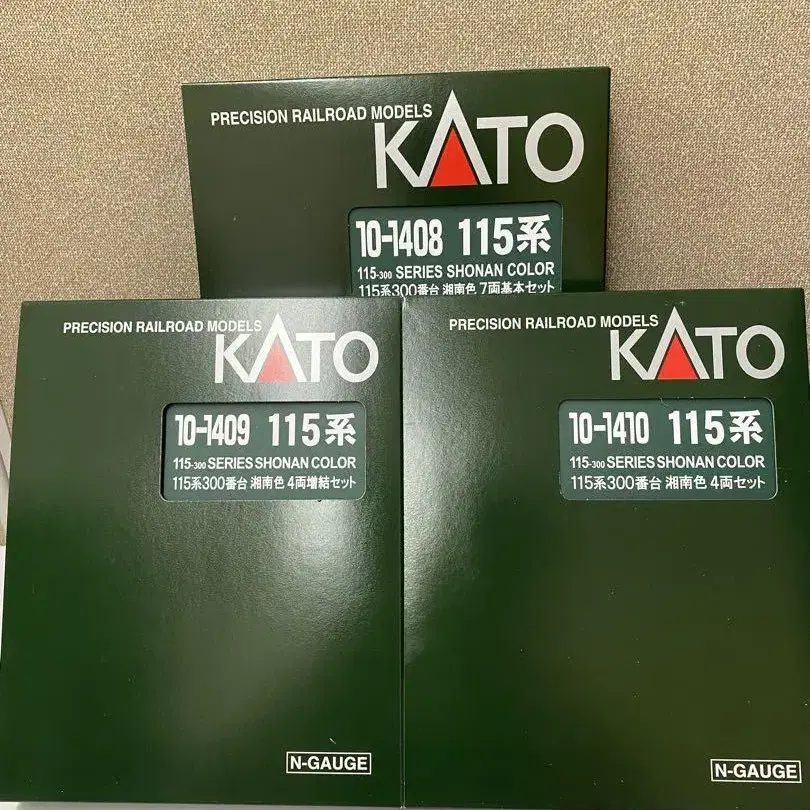 PRECISION RAILROAD MODELS
KATO
10-1408 115系
115-300 SERIES SHONAN COLOR
115系300番台 湘南色 7両基本セット
PRECISION RAILROAD MODELS
KATO
10-1409 115系
115-300 SERIES SHONAN COLOR
115系300番台 湘南色 4両増結セット
N-GAUGE
PRECISION RAILROAD MODELS
KATO
10-1410 115系
115-300 SERIES SHONAN COLOR
115系300番台 湘南色 4両セット
N-GAUGE